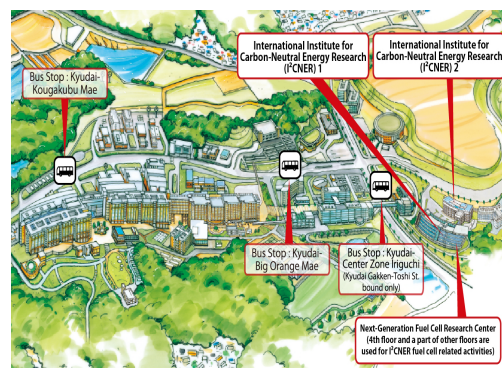 International Institute for
Carbon-Neutral Energy Research
(I²CNER) 1
International Institute for
Carbon-Neutral Energy Research
(I²CNER) 2
Bus Stop : Kyudai-
Kougakubu Mae
Bus Stop : Kyudai-
Big Orange Mae
Bus Stop : Kyudai-
Center Zone Iriguchi
(Kyudai Gakken-Toshi St.
bound only)
Next-Generation Fuel Cell Research Center
(4th floor and a part of other floors are
used for I²CNER fuel cell related activities)